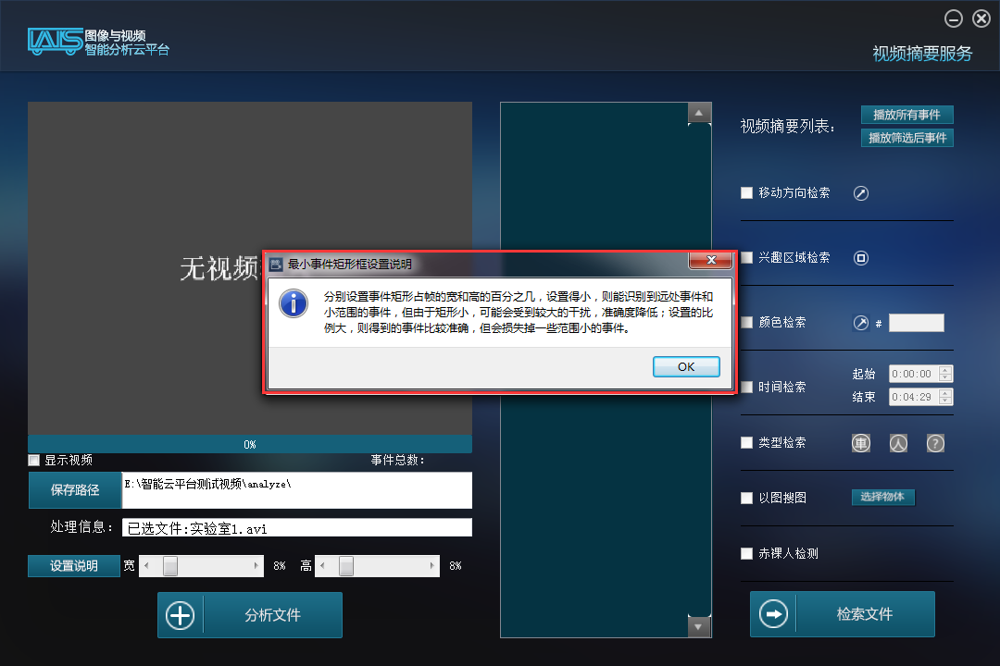 IAIS 图像与视频
智能分析云平台
视频摘要服务
无视频
0%
显示视频
事件总数:
保存路径
E:\智能云平台测试视频\analyze\
处理信息:
已选文件:实验室1.avi
设置说明
宽
8%
高
8%
分析文件
最小事件矩形框设置说明
分别设置事件矩形占帧的宽和高的百分之几，设置得小，则能识别到远处事件和
小范围的事件，但由于矩形小，可能会受到较大的干扰，准确度降低；设置的比
例大，则得到的事件比较准确，但会损失掉一些范围小的事件。
OK
视频摘要列表:
播放所有事件
播放筛选后事件
移动方向检索
兴趣区域检索
颜色检索
#
时间检索
起始
0:00:00
结束
0:04:29
类型检索
車
人
?
以图搜图
选择物体
赤裸人检测
检索文件